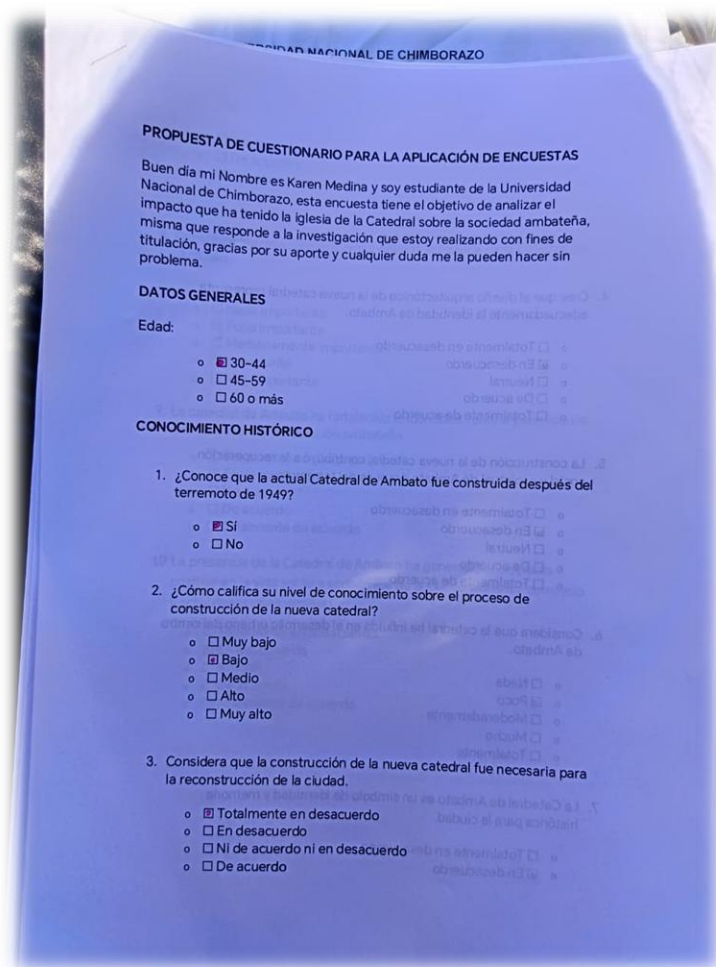 NACIONAL DE CHIMBORAZO
PROPUESTA DE CUESTIONARIO PARA LA APLICACIÓN DE ENCUESTAS
Buen día mi Nombre es Karen Medina y soy estudiante de la Universidad
Nacional de Chimborazo, esta encuesta tiene el objetivo de analizar el
impacto que ha tenido la iglesia de la Catedral sobre la sociedad ambateña,
misma que responde a la investigación que estoy realizando con fines de
titulación, gracias por su aporte y cualquier duda me la pueden hacer sin
problema.
DATOS GENERALES
Edad:
30-44
45-59
60 o más
CONOCIMIENTO HISTÓRICO
1. ¿Conoce que la actual Catedral de Ambato fue construida después del
terremoto de 1949?
Sí
No
2. ¿Cómo califica su nivel de conocimiento sobre el proceso de
construcción de la nueva catedral?
Muy bajo
Bajo
Medio
Alto
Muy alto
3. Considera que la construcción de la nueva catedral fue necesaria para
la reconstrucción de la ciudad.
Totalmente en desacuerdo
En desacuerdo
Ni de acuerdo ni en desacuerdo
De acuerdo